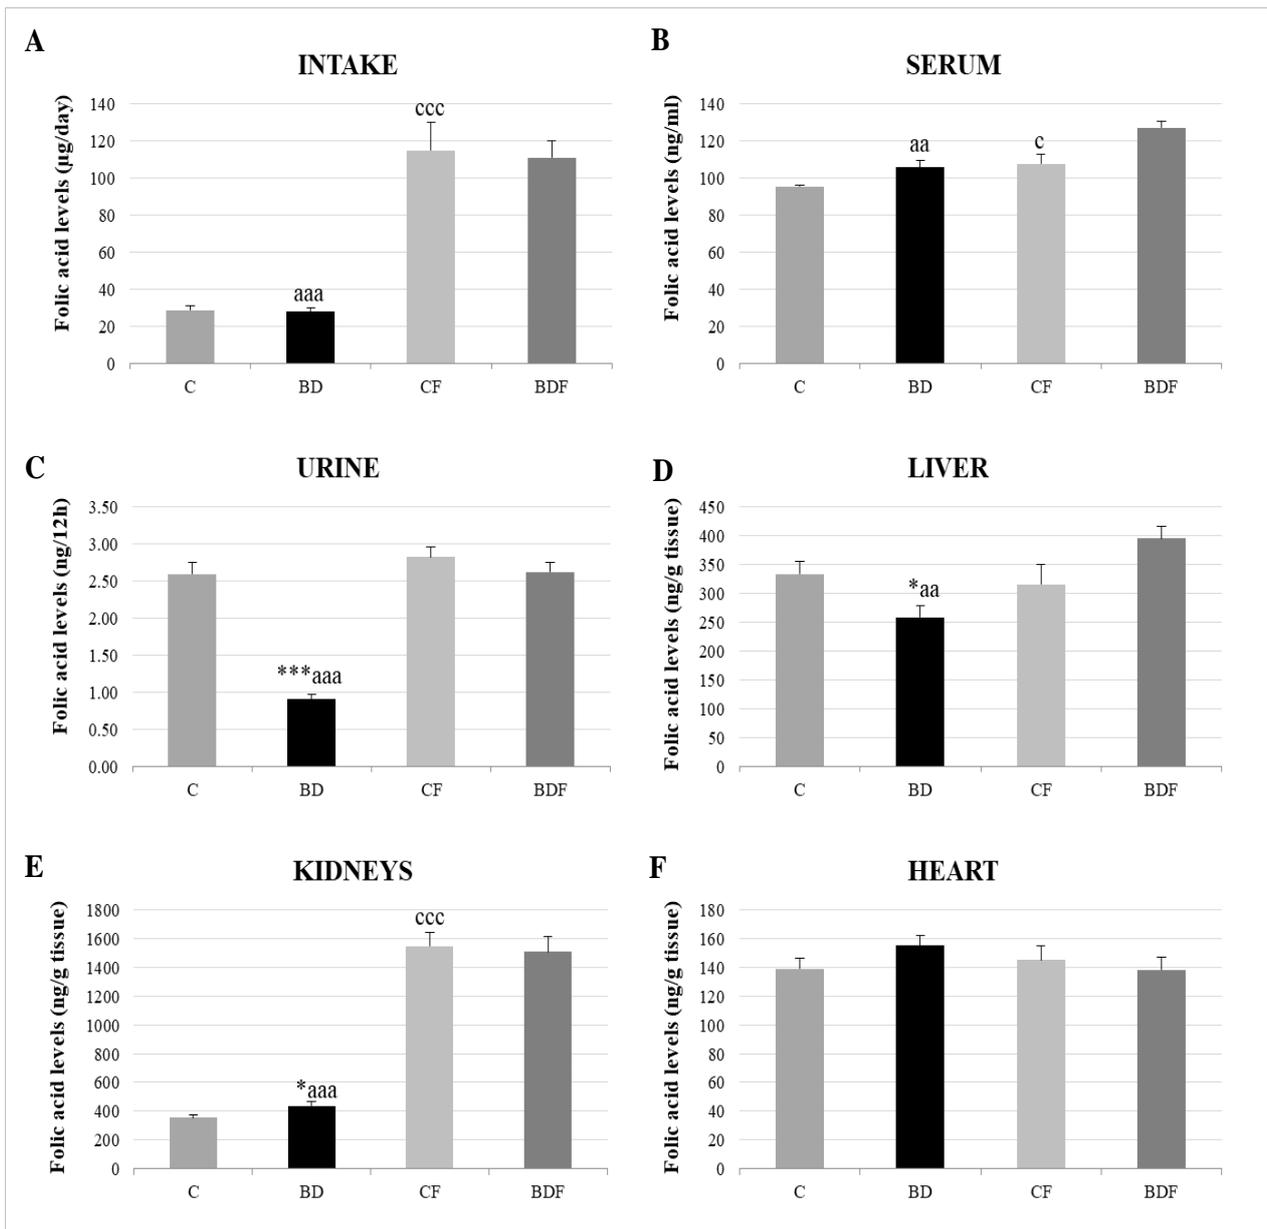 A
INTAKE
Folic acid levels (µg/day)
140
120
100
80
60
40
20
0
aaa
ccc
C BD CF BDF
B
SERUM
Folic acid levels (ng/ml)
140
120
100
80
60
40
20
0
aa
c
C BD CF BDF
C
URINE
Folic acid levels (ng/12h)
3.50
3.00
2.50
2.00
1.50
1.00
0.50
0.00
***aaa
C BD CF BDF
D
LIVER
Folic acid levels (ng/g tissue)
450
400
350
300
250
200
150
100
50
0
*aa
C BD CF BDF
E
KIDNEYS
Folic acid levels (ng/g tissue)
1800
1600
1400
1200
1000
800
600
400
200
0
*aaa
ccc
C BD CF BDF
F
HEART
Folic acid levels (ng/g tissue)
180
160
140
120
100
80
60
40
20
0
C BD CF BDF